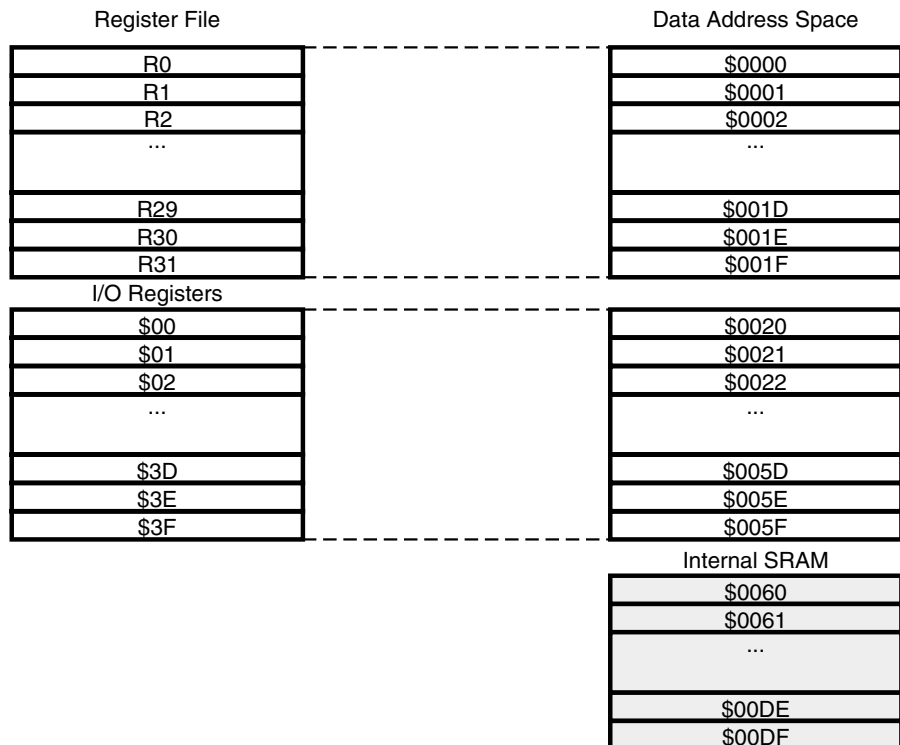 Register File
Data Address Space
R0
$0000
R1
$0001
R2
$0002
...
...
R29
$001D
R30
$001E
R31
$001F
I/O Registers
$00
$0020
$01
$0021
$02
$0022
...
...
$3D
$005D
$3E
$005E
$3F
$005F
Internal SRAM
$0060
$0061
...
$00DE
$00DF